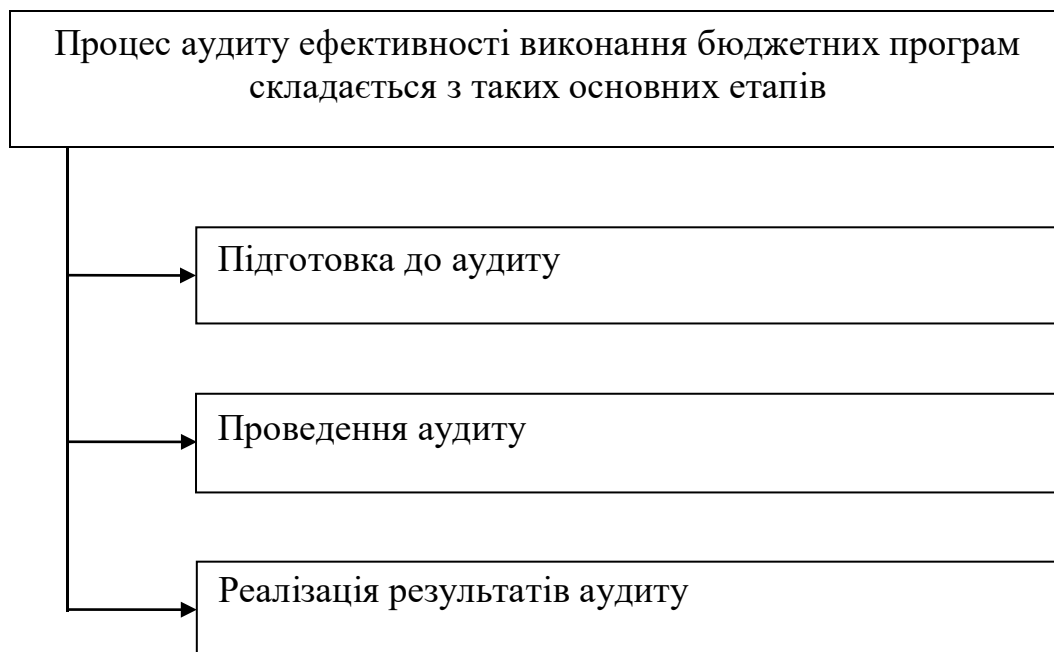 Процес аудиту ефективності виконання бюджетних програм
складається з таких основних етапів
Підготовка до аудиту
Проведення аудиту
Реалізація результатів аудиту